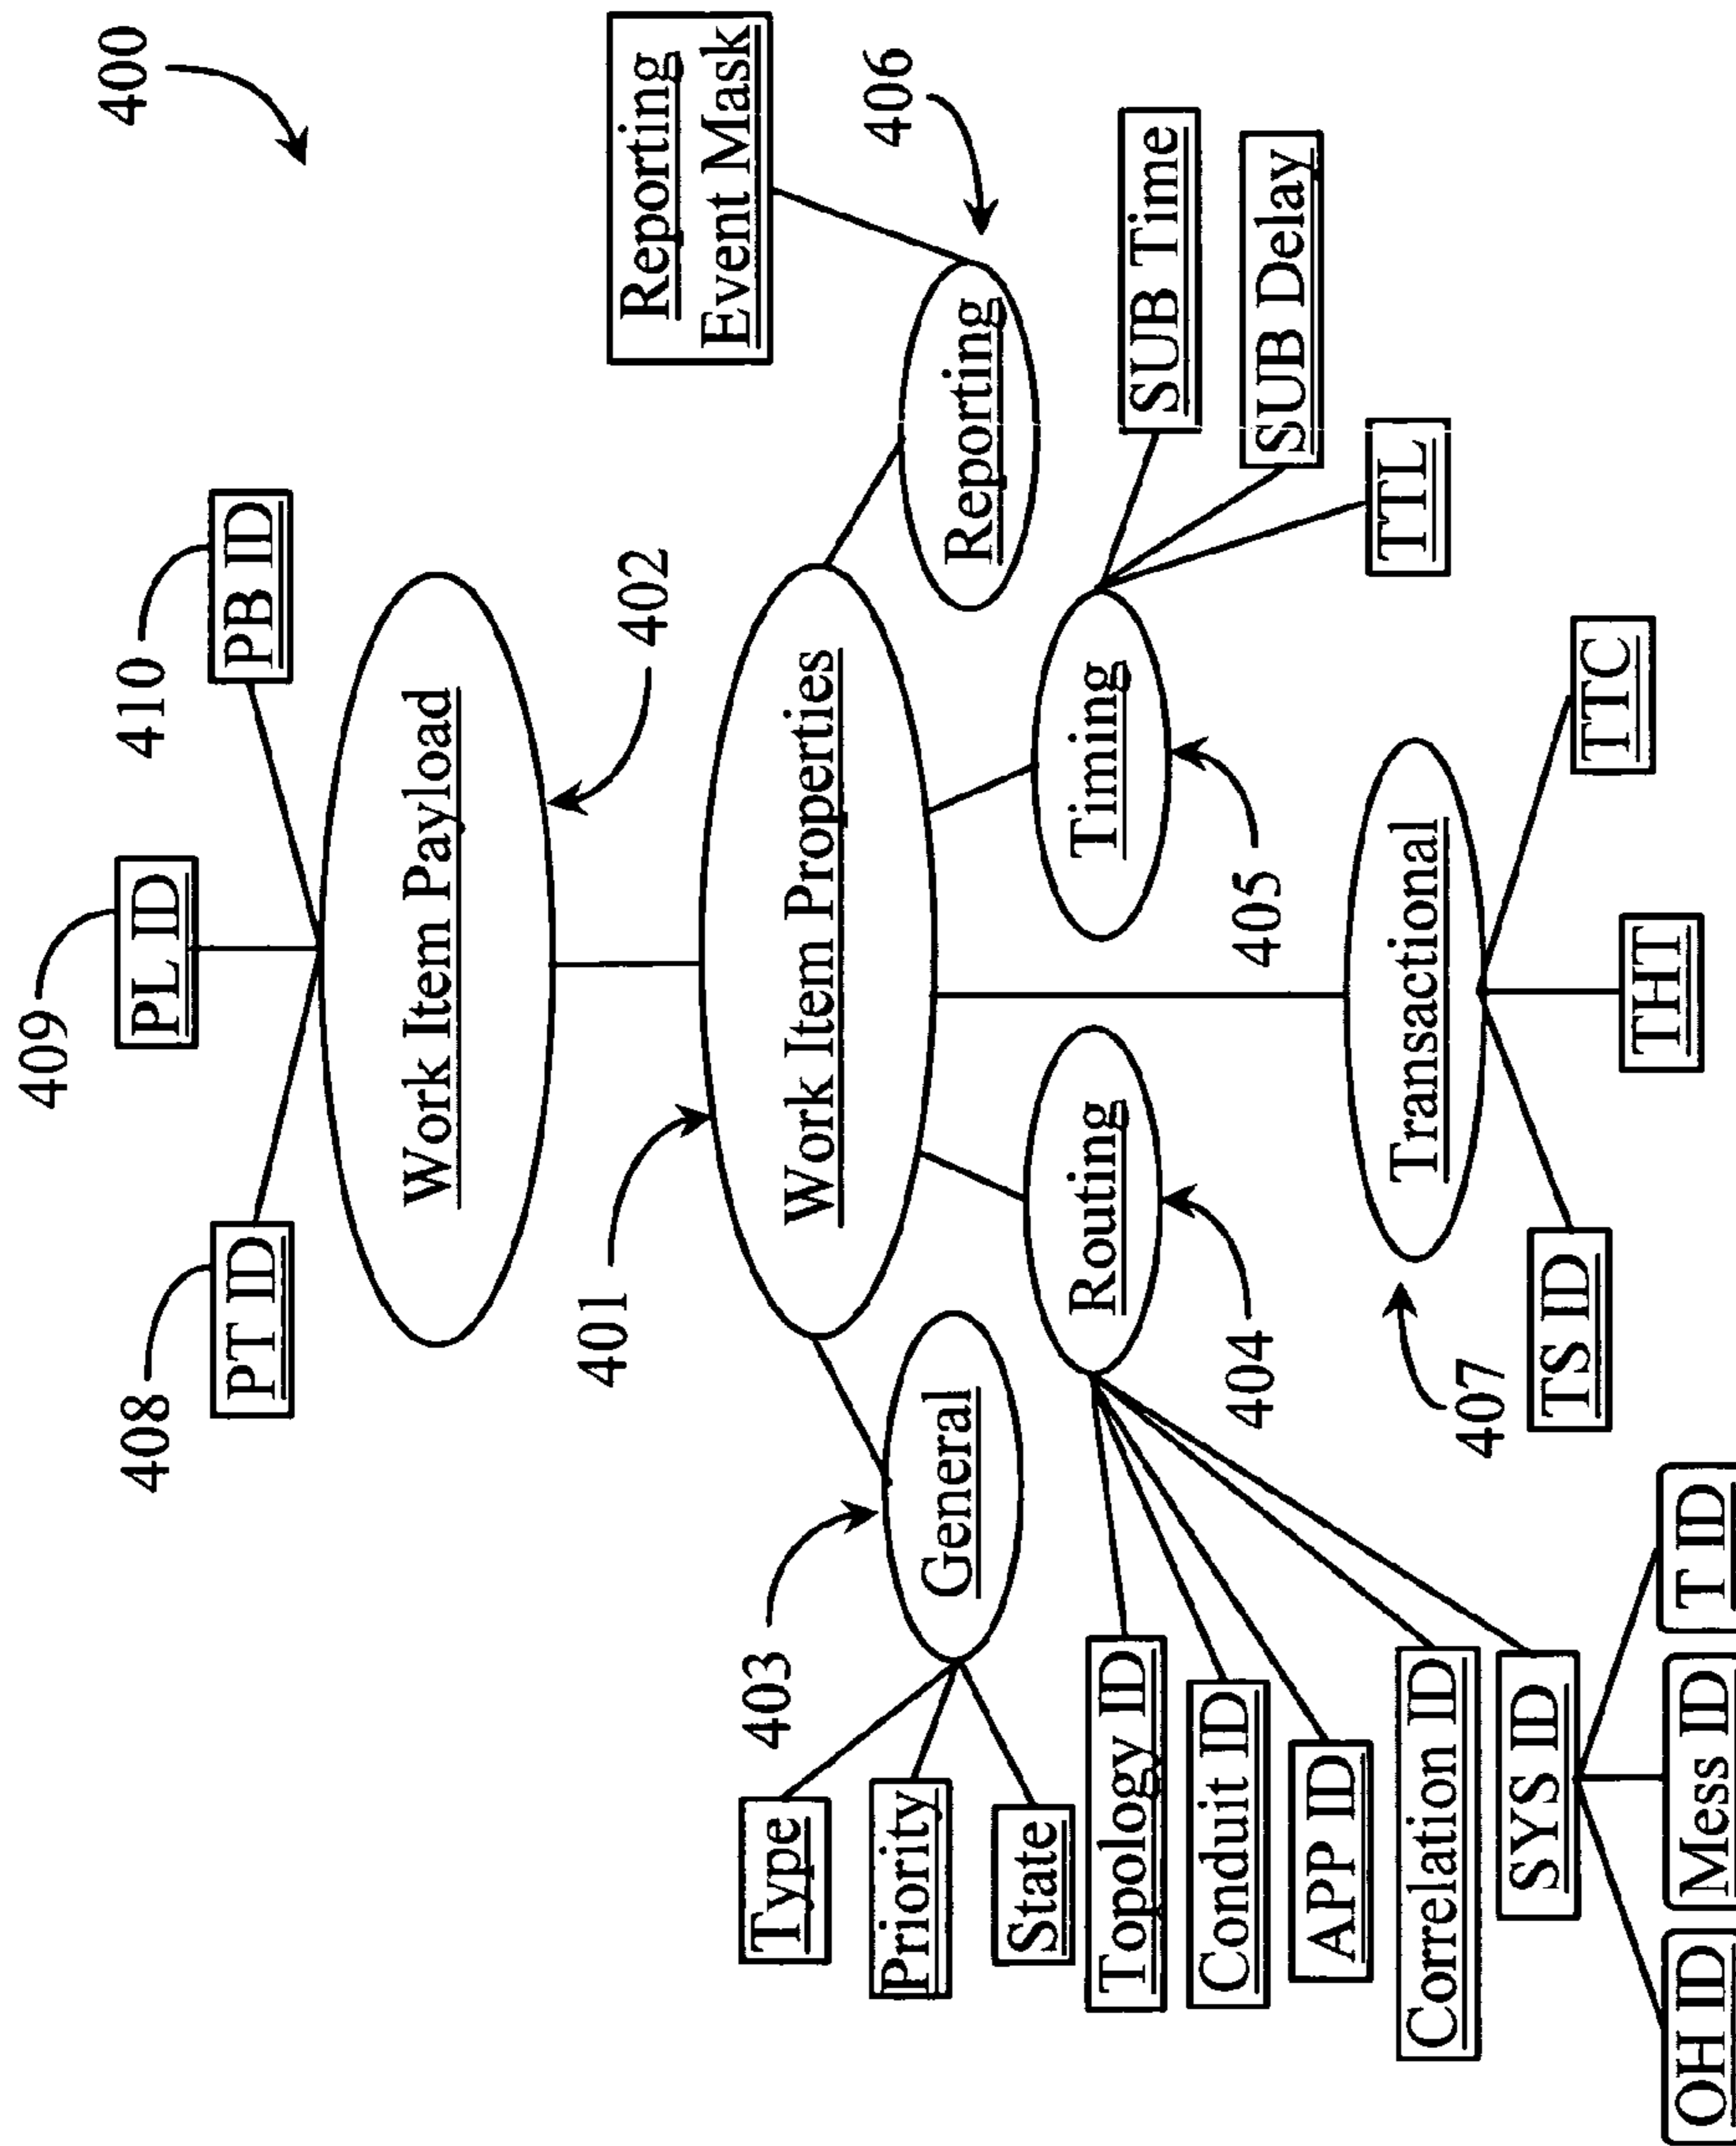 400
409
408
PT ID
PL ID
410
PB ID
Work Item Payload
402
Reporting
Event Mask
401
Work Item Properties
406
403
General
Routing
404
Timing
405
Reporting
Type
Priority
State
Topology ID
Conduit ID
APP ID
Correlation ID
SYS ID
OH ID
Mess ID
T ID
407
Transactional
TS ID
THT
TTC
SUB Time
SUB Delay
TTL